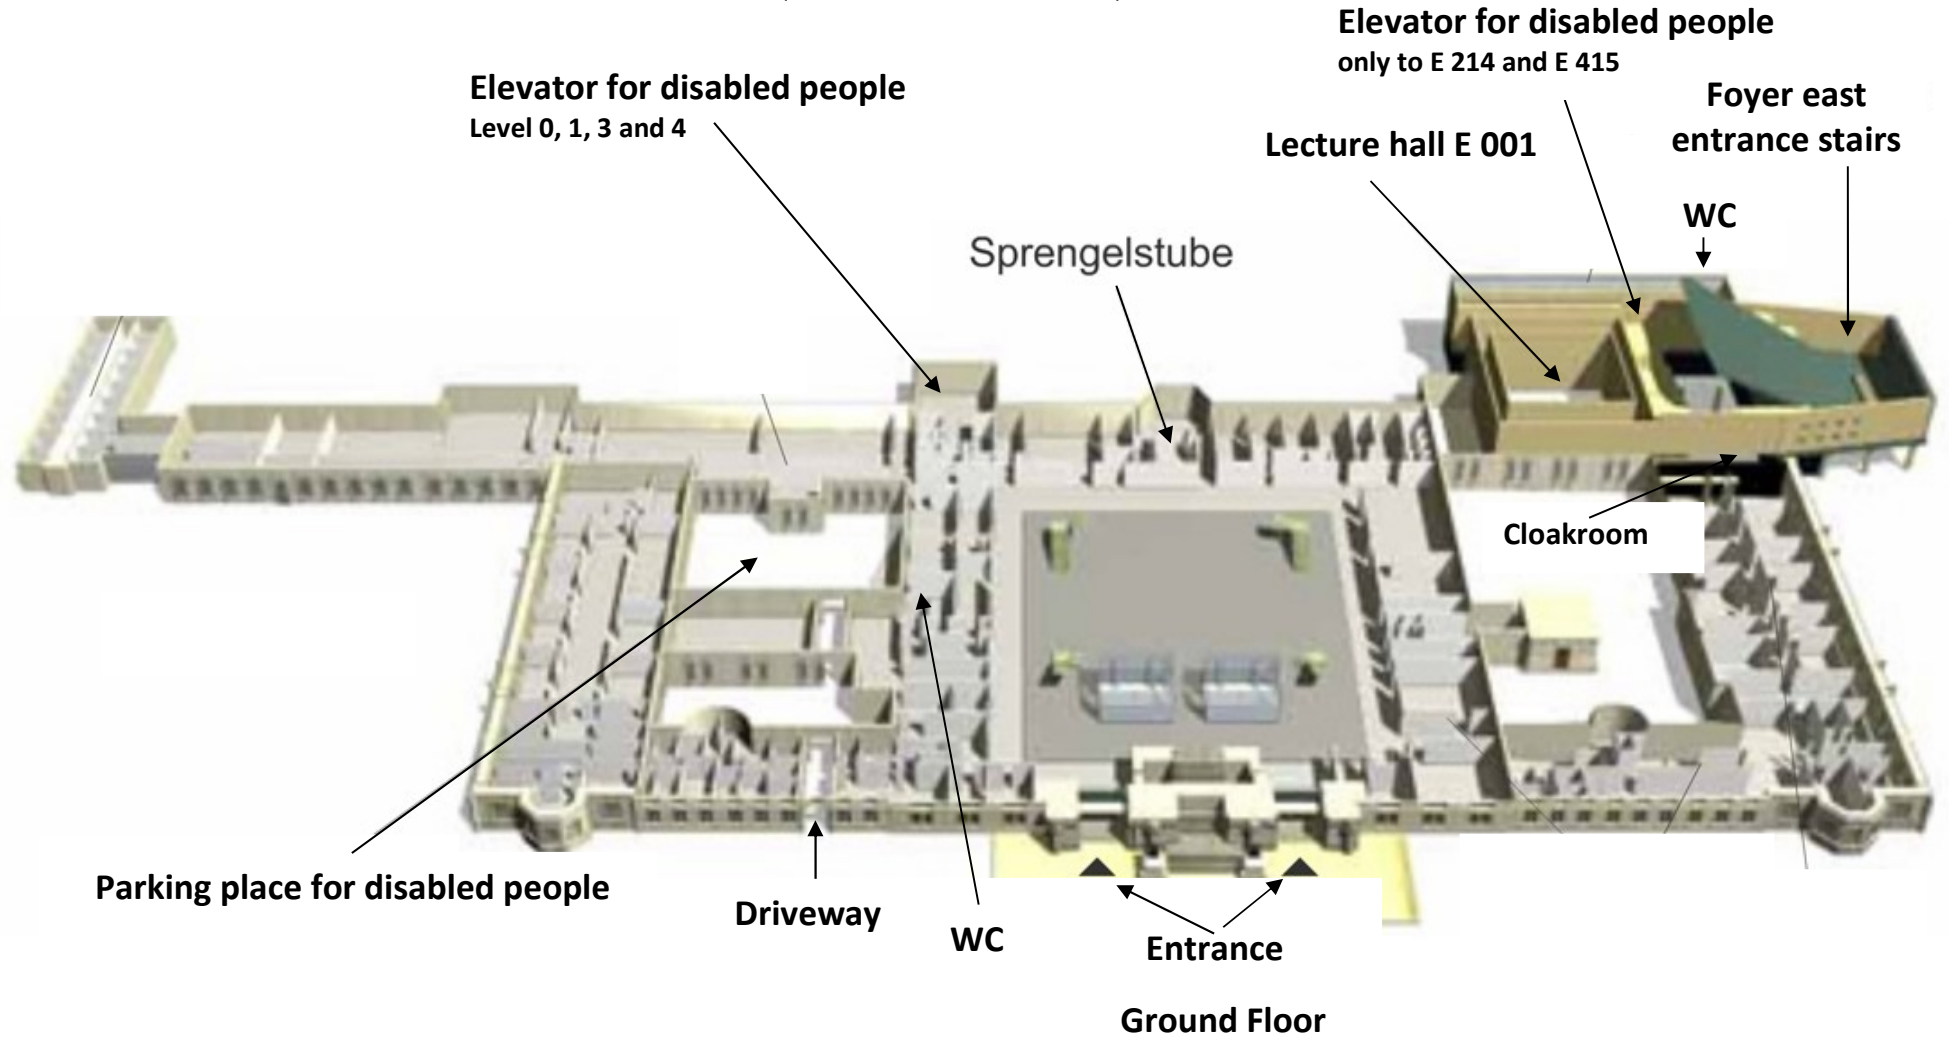 Elevator for disabled people
only to E 214 and E 415
Elevator for disabled people
Level 0, 1, 3 and 4
Foyer east
entrance stairs
Lecture hall E 001
WC
Sprengelstube
Cloakroom
Parking place for disabled people
Driveway
WC
Entrance
Ground Floor